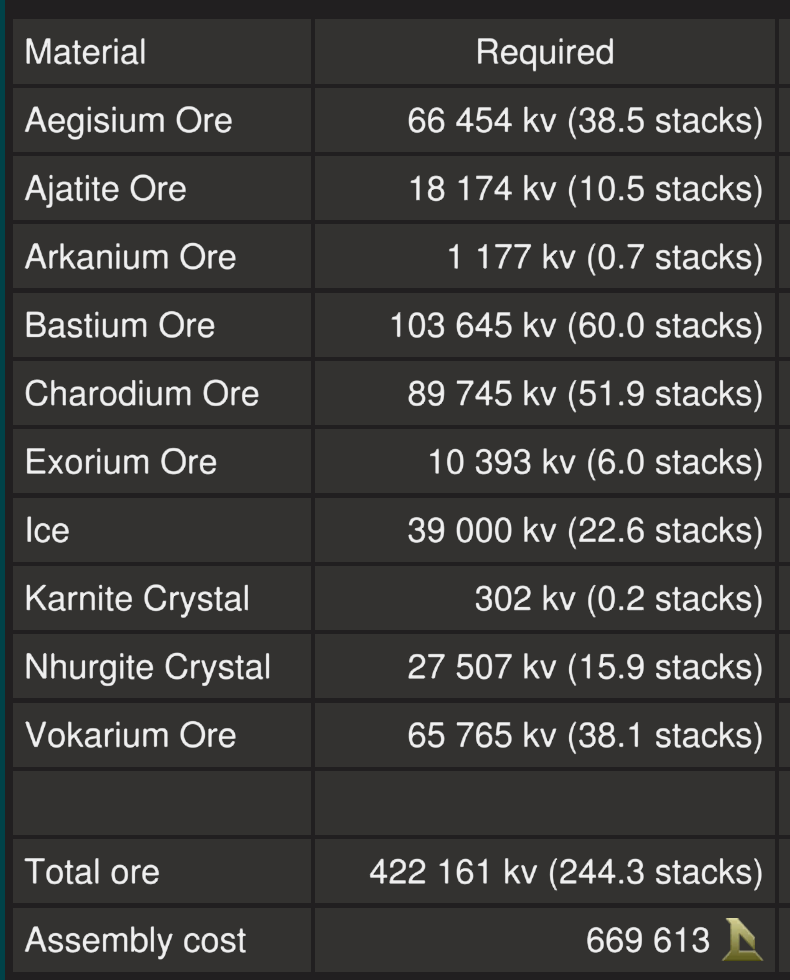 Material Required
Aegisium Ore 66 454 kv (38.5 stacks)
Ajatite Ore 18 174 kv (10.5 stacks)
Arkanium Ore 1 177 kv (0.7 stacks)
Bastium Ore 103 645 kv (60.0 stacks)
Charodium Ore 89 745 kv (51.9 stacks)
Exorium Ore 10 393 kv (6.0 stacks)
Ice 39 000 kv (22.6 stacks)
Karnite Crystal 302 kv (0.2 stacks)
Nhurgite Crystal 27 507 kv (15.9 stacks)
Vokarium Ore 65 765 kv (38.1 stacks)
Total ore 422 161 kv (244.3 stacks)
Assembly cost 669 613